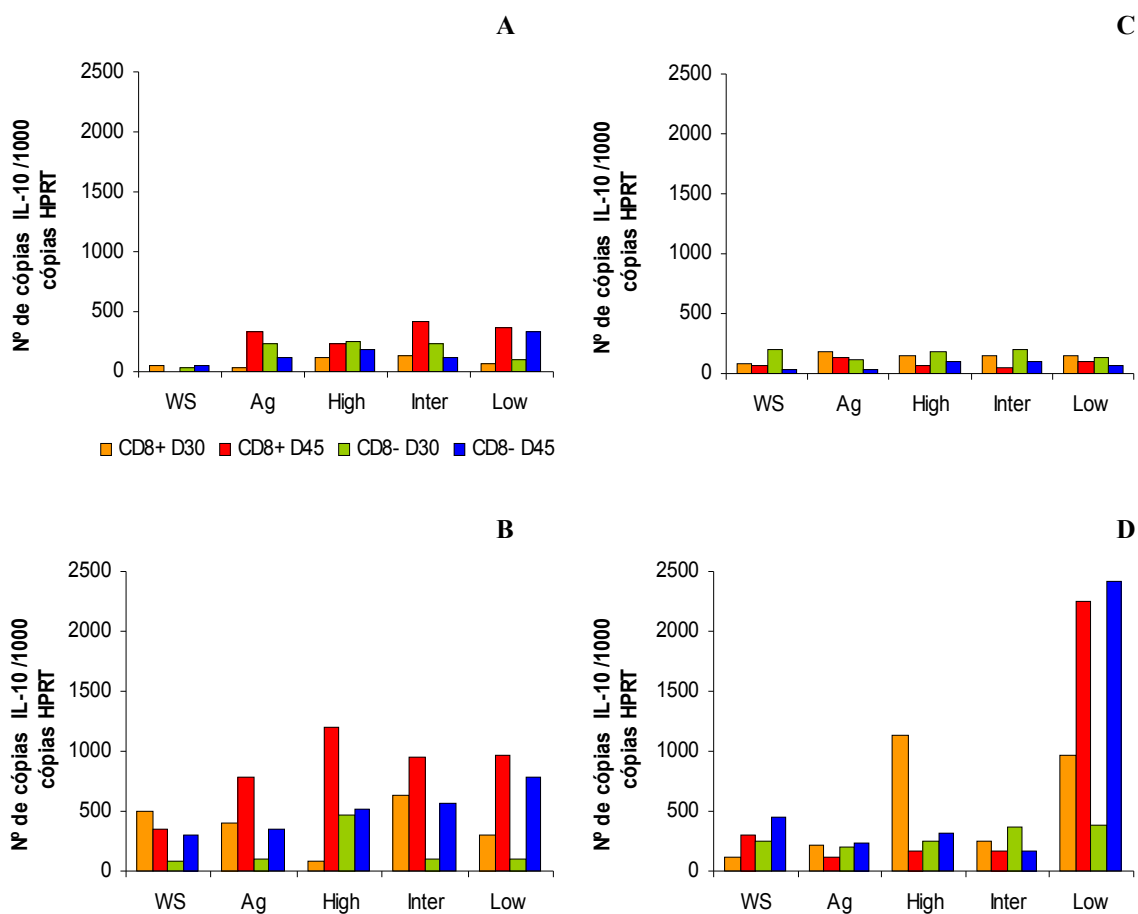 A
Nº de cópias IL-10 /1000
cópias HPRT
2500
2000
1500
1000
500
0
WS Ag High Inter Low
CD8+ D30 CD8+ D45 CD8- D30 CD8- D45
C
Nº de cópias IL-10 /1000
cópias HPRT
2500
2000
1500
1000
500
0
WS Ag High Inter Low
B
Nº de cópias IL-10 /1000
cópias HPRT
2500
2000
1500
1000
500
0
WS Ag High Inter Low
D
Nº de cópias IL-10 /1000
cópias HPRT
2500
2000
1500
1000
500
0
WS Ag High Inter Low